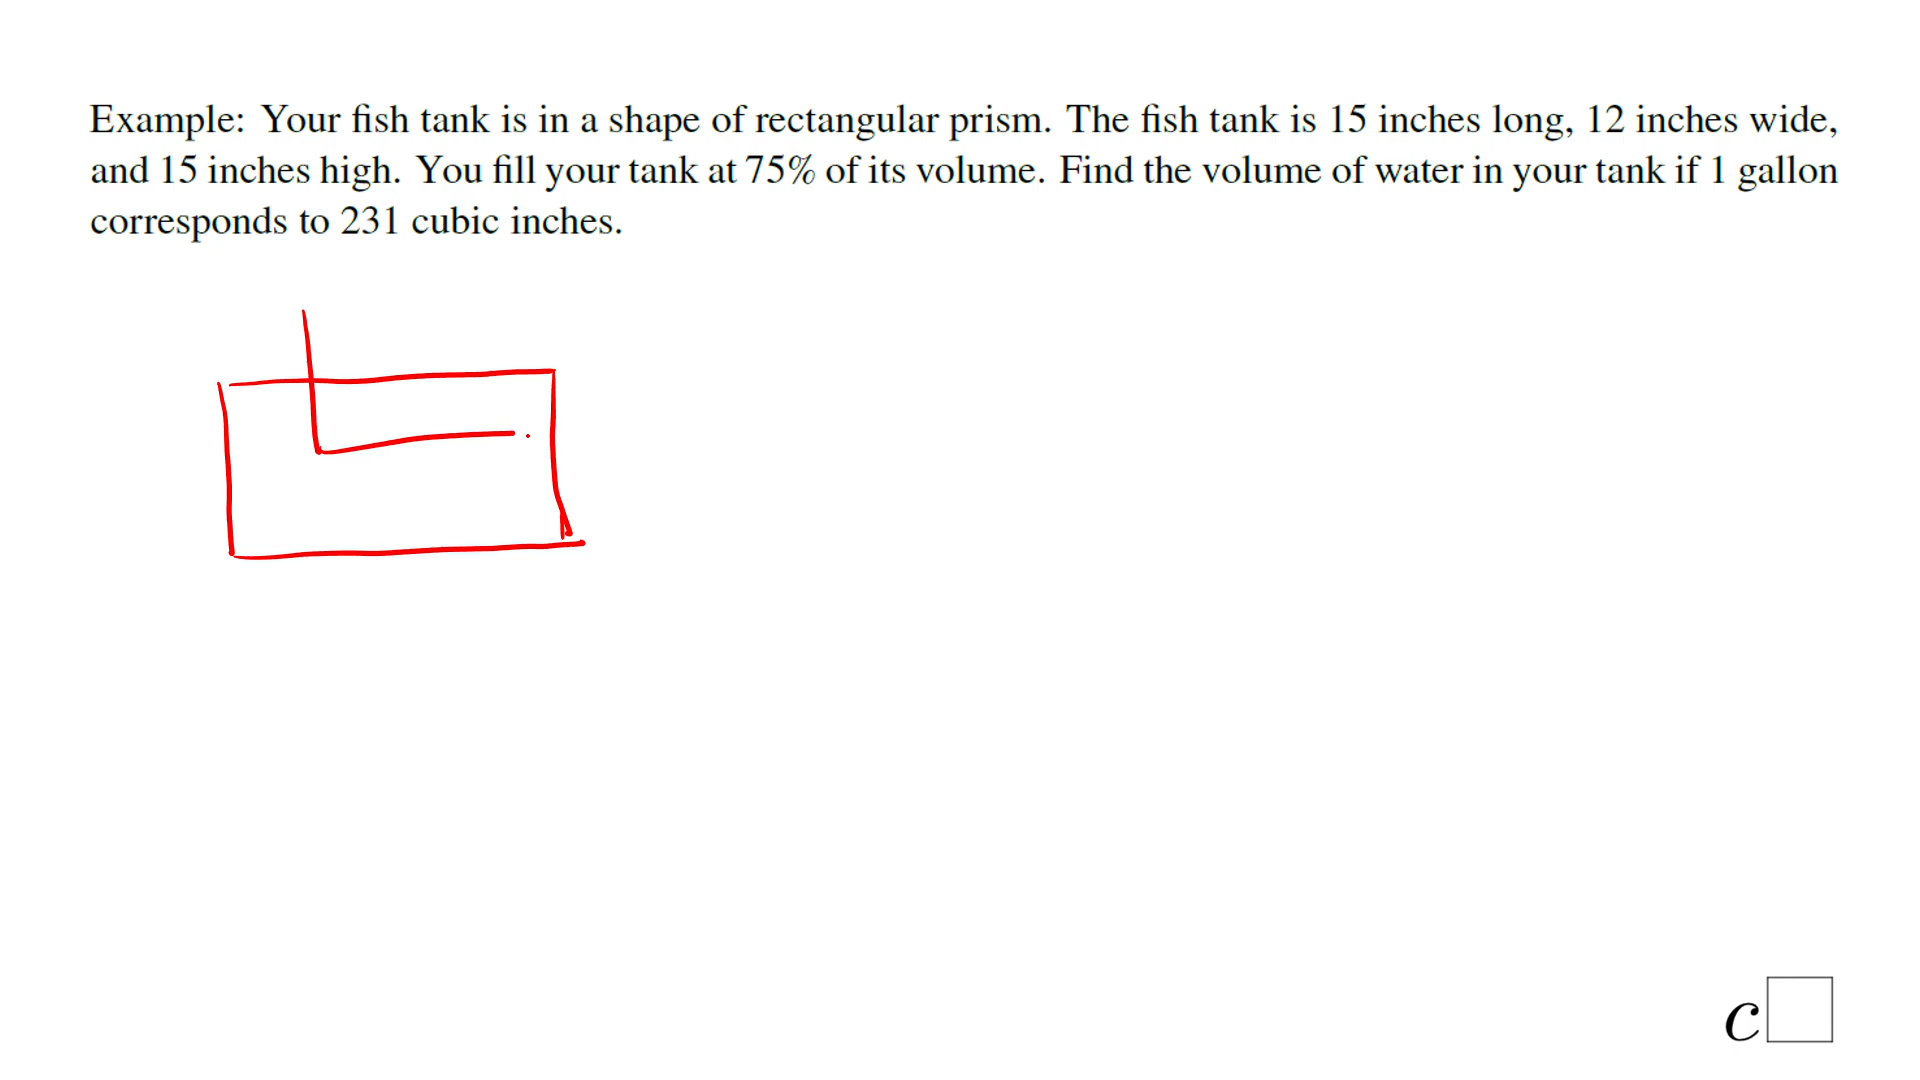 Example: Your fish tank is in a shape of rectangular prism. The fish tank is 15 inches long, 12 inches wide,
and 15 inches high. You fill your tank at 75% of its volume. Find the volume of water in your tank if 1 gallon
corresponds to 231 cubic inches.
c